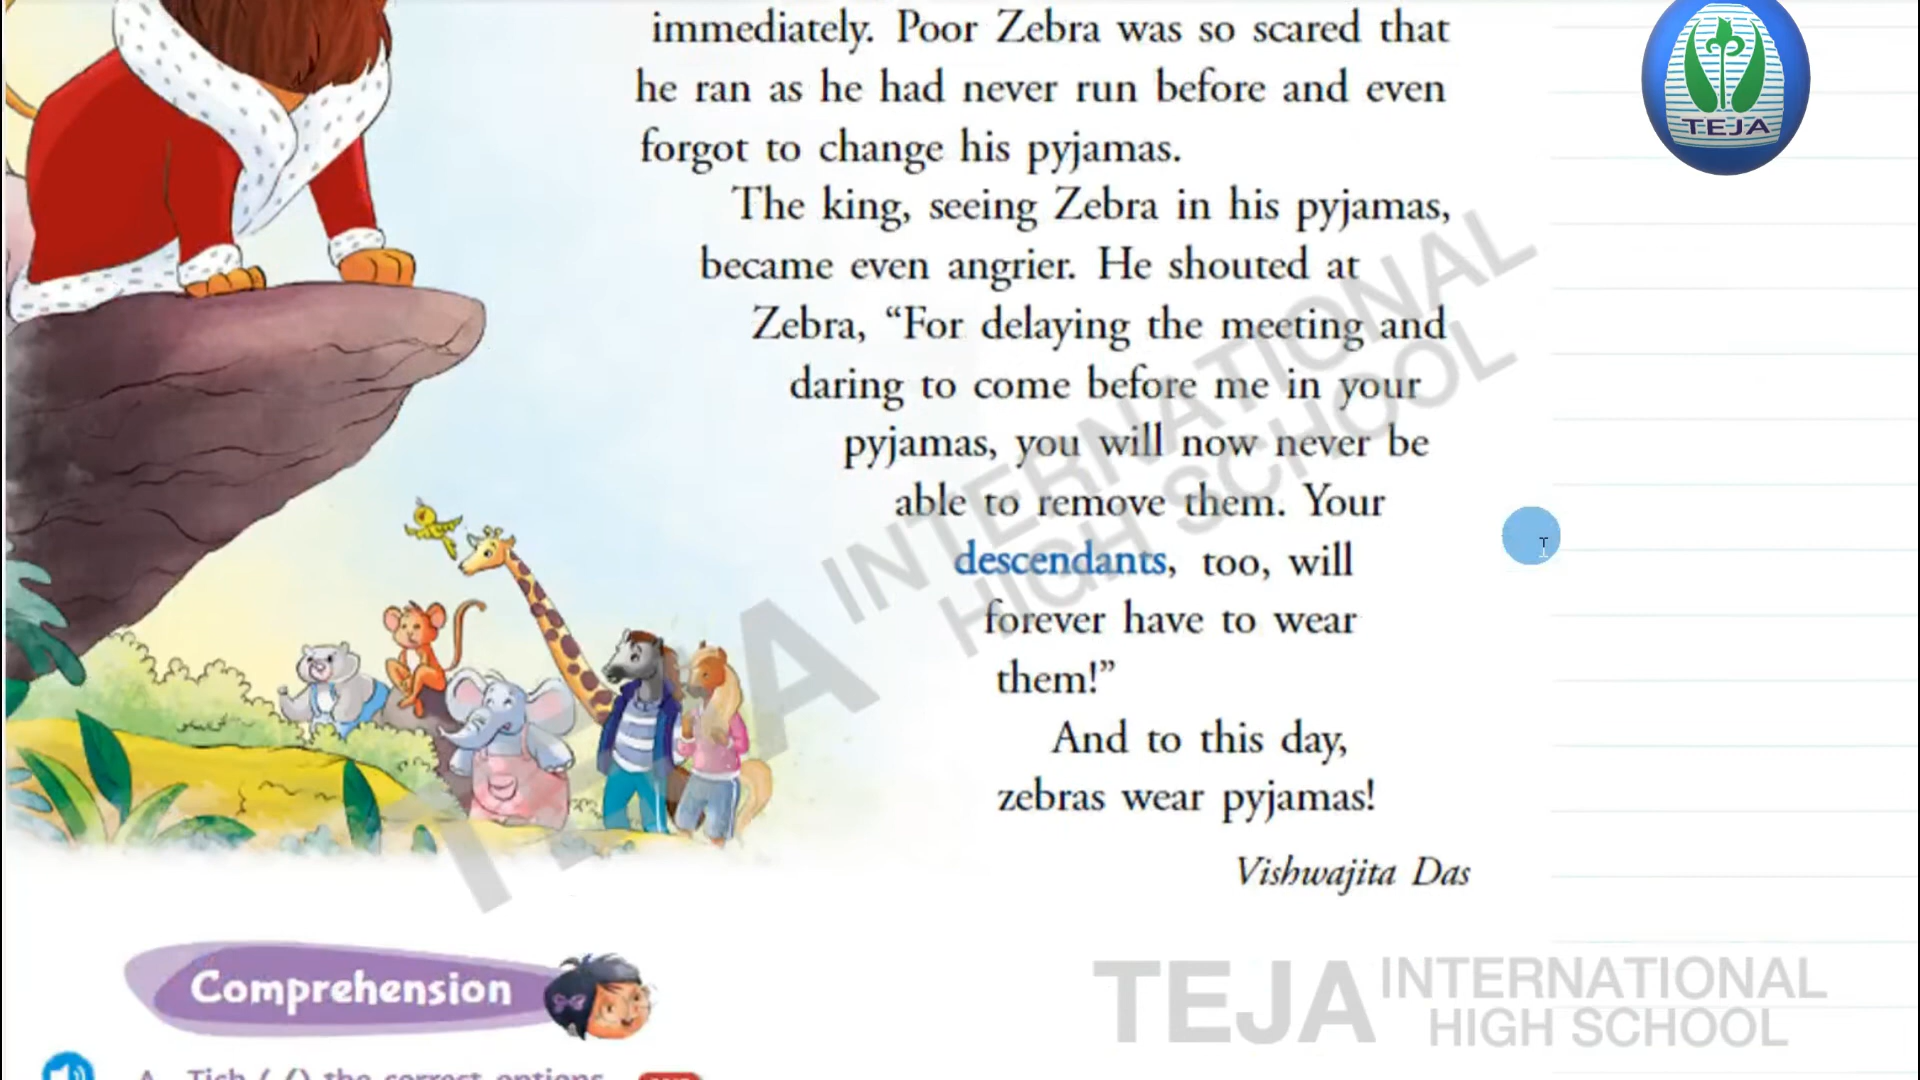 immediately. Poor Zebra was so scared that
he ran as he had never run before and even
forgot to change his pyjamas.
The king, seeing Zebra in his pyjamas,
became even angrier. He shouted at
Zebra, “For delaying the meeting and
daring to come before me in your
pyjamas, you will now never be
able to remove them. Your
descendants, too, will
forever have to wear
them!”
And to this day,
zebras wear pyjamas!
Vishwajita Das
Comprehension
A. Tick (✓) the correct options.
TEJA
TEJA INTERNATIONAL
HIGH SCHOOL
TEJA INTERNATIONAL
HIGH SCHOOL